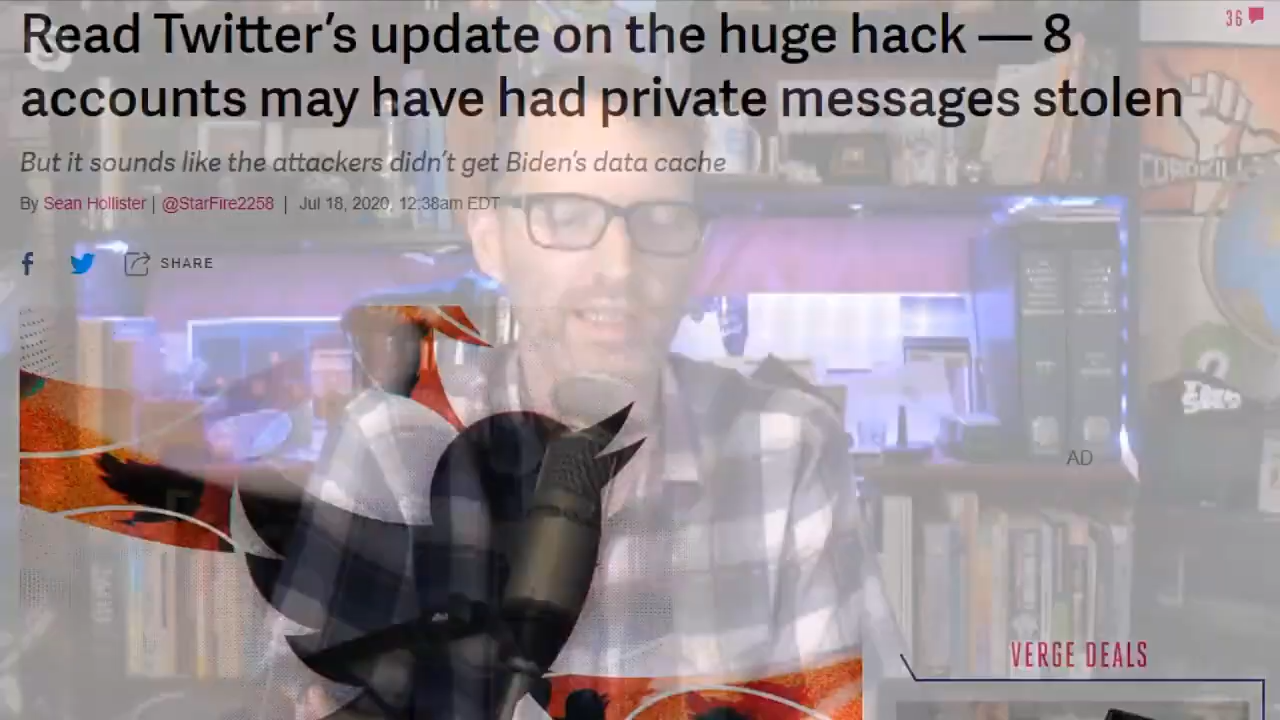 Read Twitter's update on the huge hack — 8
accounts may have had private messages stolen
36
But it sounds like the attackers didn't get Biden's data cache
By Sean Hollister | @StarFire2258 | Jul 18, 2020, 12:38am EDT
SHARE
AD
VERGE DEALS